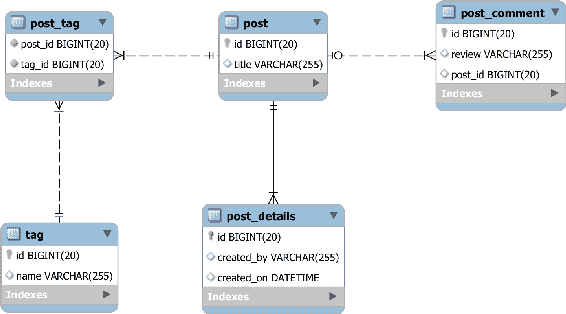 post_tag
post_id BIGINT(20)
tag_id BIGINT(20)
Indexes
post
id BIGINT(20)
title VARCHAR(255)
Indexes
post_comment
id BIGINT(20)
review VARCHAR(255)
post_id BIGINT(20)
Indexes
tag
id BIGINT(20)
name VARCHAR(255)
Indexes
post_details
id BIGINT(20)
created_by VARCHAR(255)
created_on DATETIME
Indexes